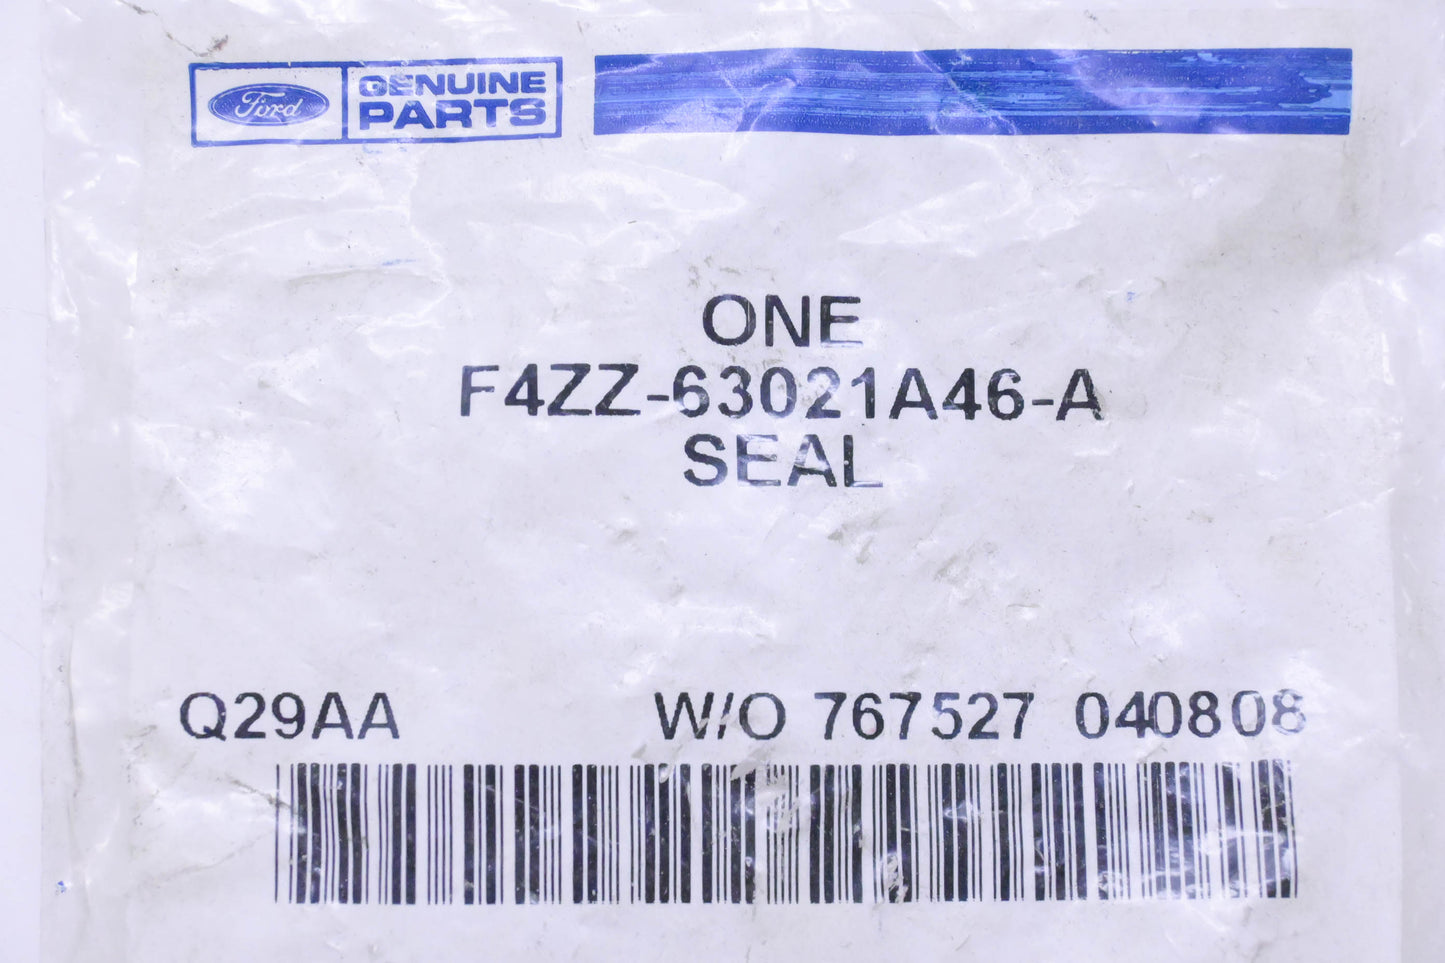 Ford GENUINE
PARTS
ONE
F4ZZ-63021A46-A
SEAL
Q29AA W/O 767527 040808